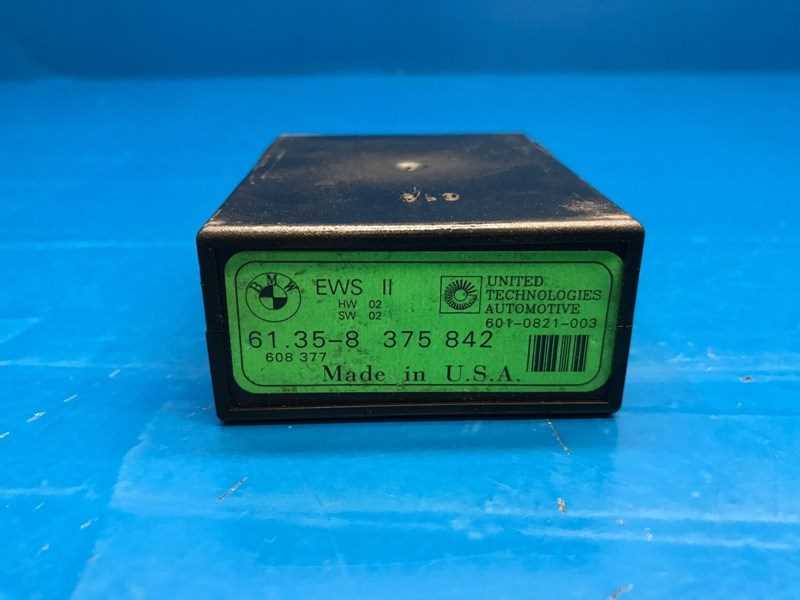 BMW
EWS II
HW 02
SW 02
UNITED
TECHNOLOGIES
AUTOMOTIVE
601-0821-003
61.35-8 375 842
608 377
Made in U.S.A.